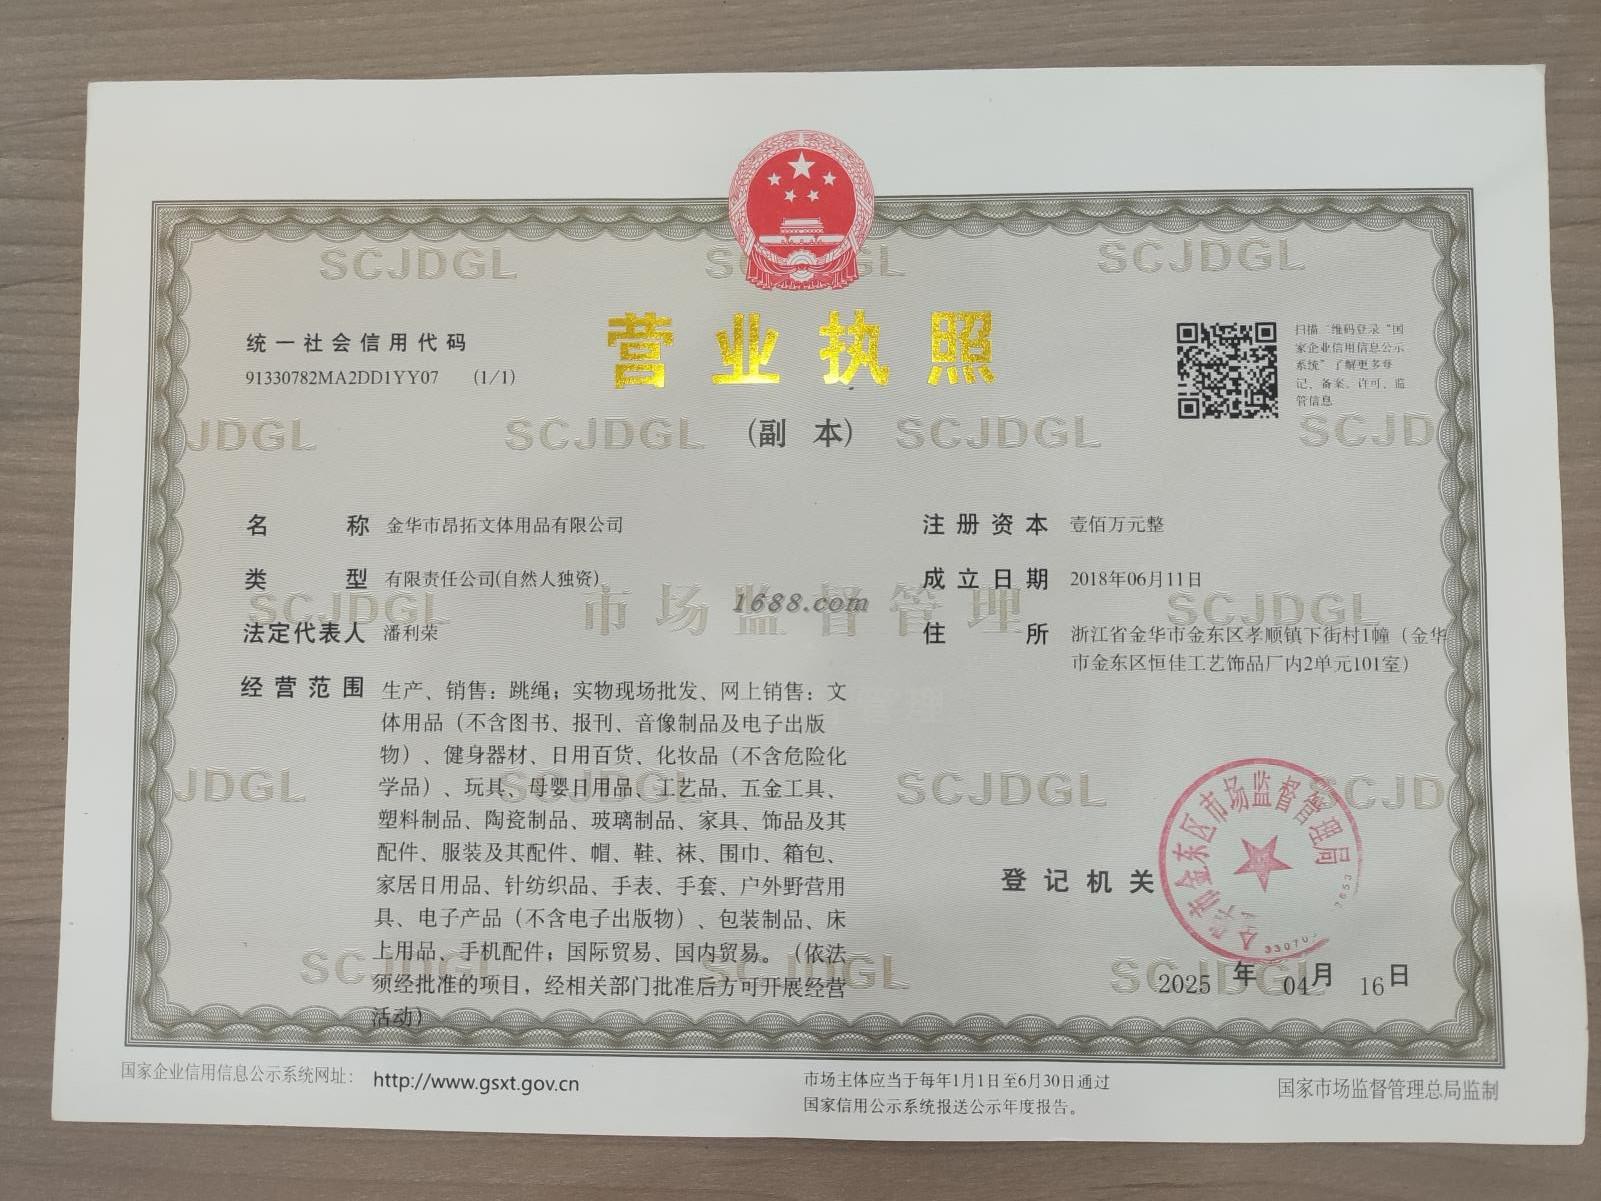 SCJDGL SCJDGL SCJDGL
营业执照
(副 本)
统一社会信用代码
91330782MA2DD1YY07 (1/1)
扫描二维码登录“国
家企业信用信息公示
系统”了解更多登
记、备案、许可、监
管信息
JDGL SCJDGL SCJDGL SCJD
名 称 金华市昂拓文体用品有限公司
类 型 有限责任公司(自然人独资)
法定代表人 潘利荣
经营范围 生产、销售：跳绳；实物现场批发、网上销售：文
体用品（不含图书、报刊、音像制品及电子出版
物）、健身器材、日用百货、化妆品（不含危险化
学品）、玩具、母婴日用品、工艺品、五金工具、
塑料制品、陶瓷制品、玻璃制品、家具、饰品及其
配件、服装及其配件、帽、鞋、袜、围巾、箱包、
家居日用品、针纺织品、手表、手套、户外野营用
具、电子产品（不含电子出版物）、包装制品、床
上用品、手机配件；国际贸易、国内贸易。（依法
须经批准的项目，经相关部门批准后方可开展经营
活动）
注册资本 壹佰万元整
成立日期 2018年06月11日
住 所 浙江省金华市金东区孝顺镇下街村1幢（金华
市金东区恒佳工艺饰品厂内2单元101室）
SCJDGL 市场监督管理 SCJDGL
1688.com
管理
JDGL SCJDGL SCJDGL SCJD
登记机关
金华市金东区市场监督管理局
SCJDGL SCJDGL SCJDGL
2025 年 04 月 16 日
国家企业信用信息公示系统网址： http://www.gsxt.gov.cn
市场主体应当于每年1月1日至6月30日通过
国家信用公示系统报送公示年度报告。
国家市场监督管理总局监制